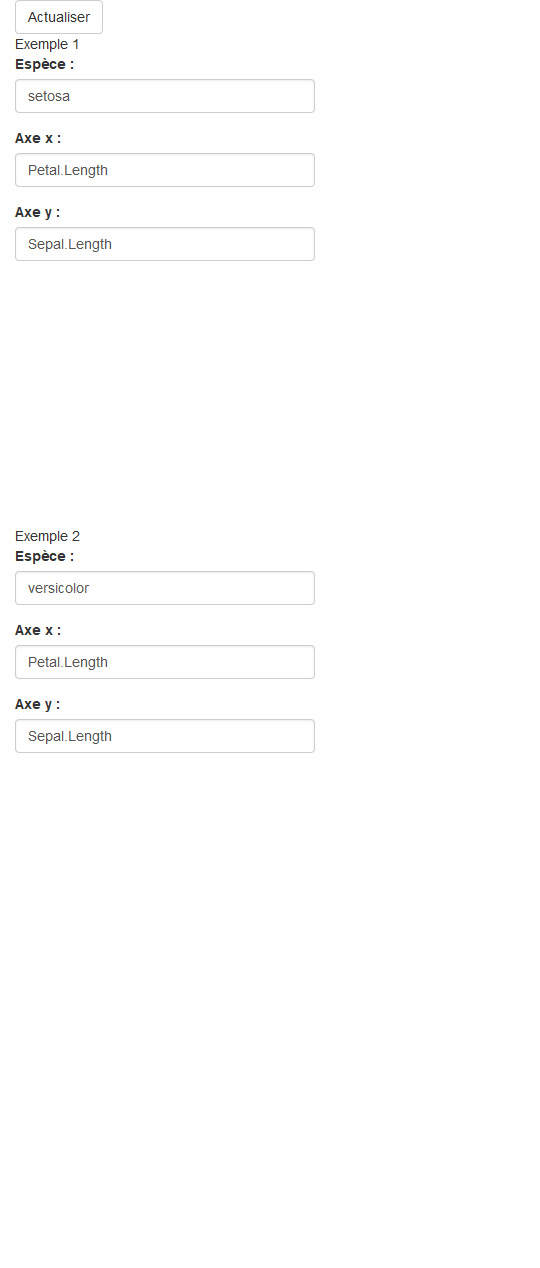 Actualiser
Exemple 1
Espèce :
setosa
Axe x :
Petal.Length
Axe y :
Sepal.Length
Exemple 2
Espèce :
versicolor
Axe x :
Petal.Length
Axe y :
Sepal.Length